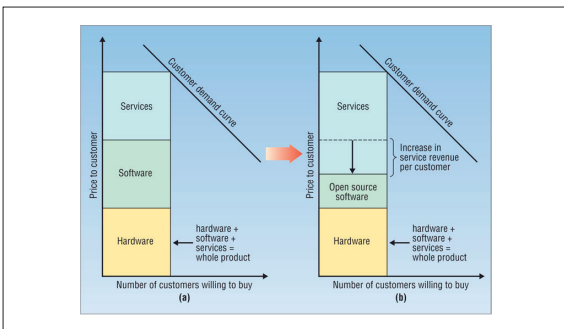 Price to customer
Customer demand curve
Services
Software
Hardware
hardware +
software +
services =
whole product
Number of customers willing to buy
(a)
Price to customer
Customer demand curve
Services
Increase in
service revenue
per customer
Open source
software
Hardware
hardware +
software +
services =
whole product
Number of customers willing to buy
(b)